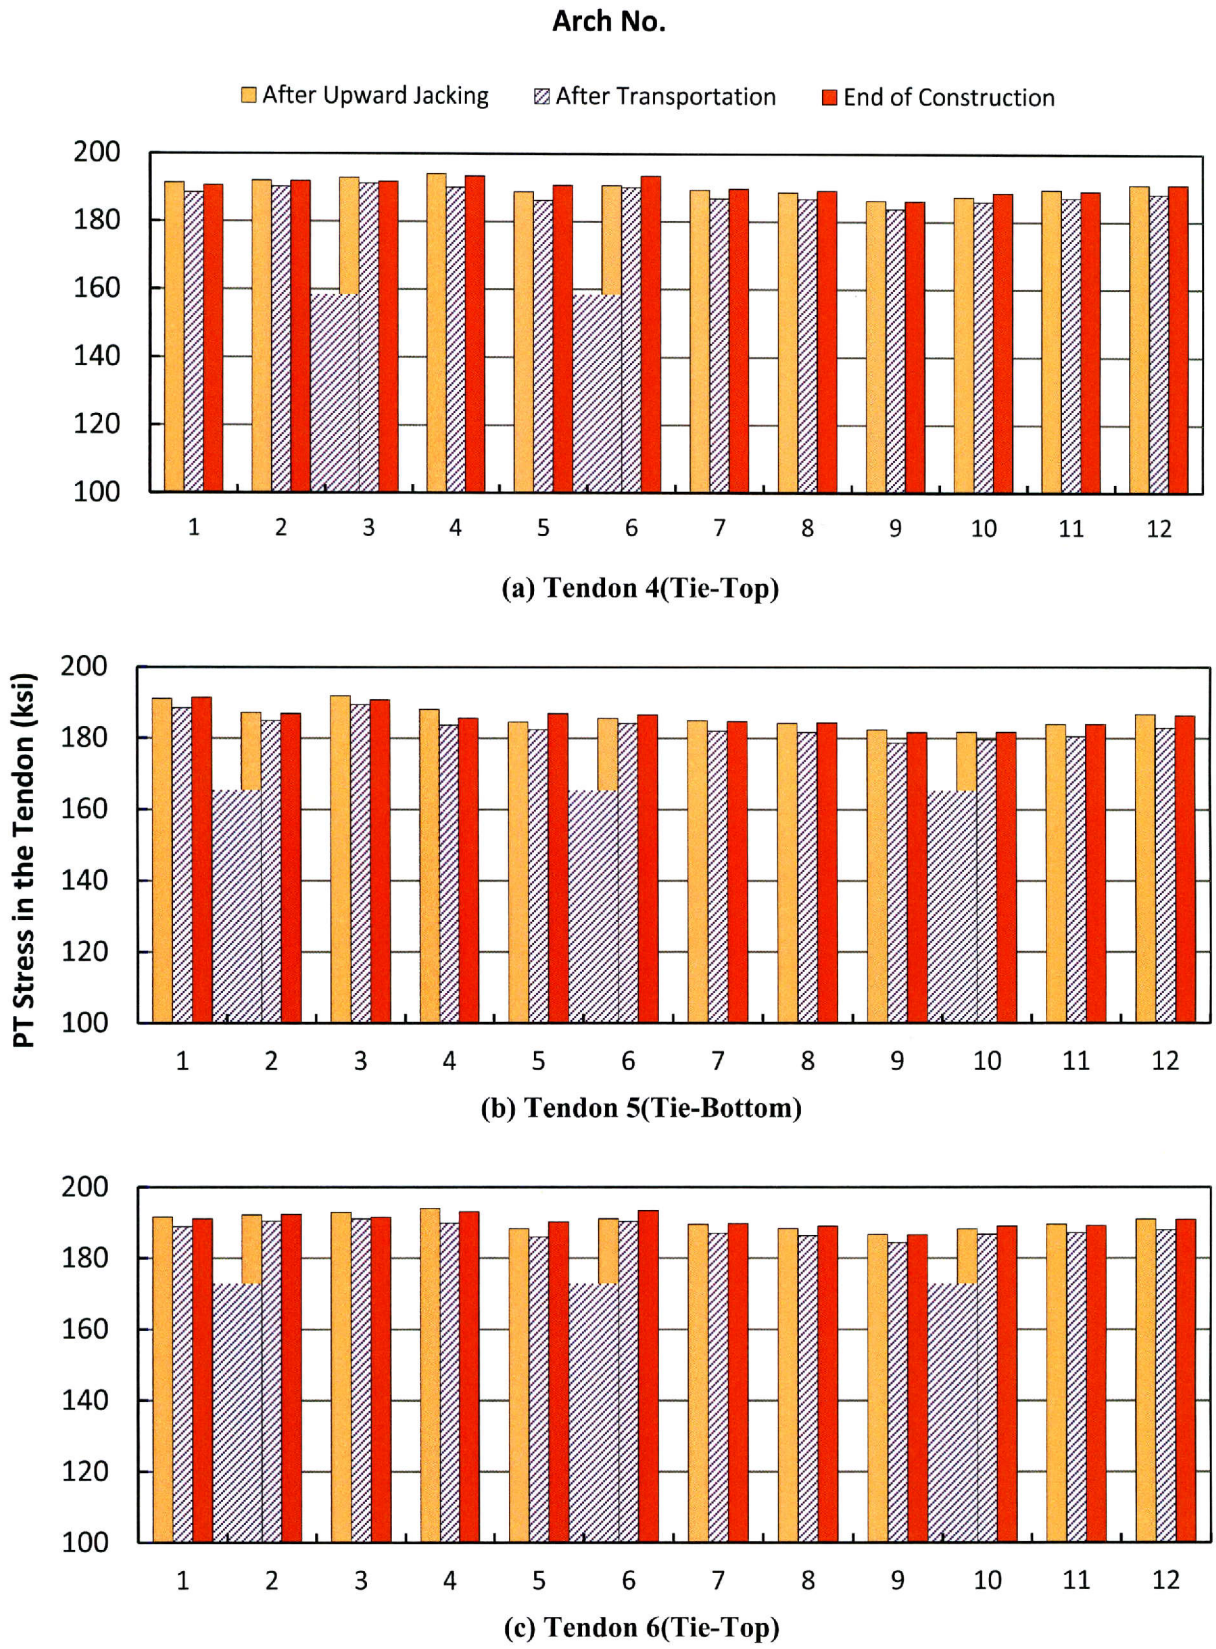 Arch No.
After Upward Jacking After Transportation End of Construction
200
180
160
140
120
100
1 2 3 4 5 6 7 8 9 10 11 12
(a) Tendon 4(Tie-Top)
PT Stress in the Tendon (ksi)
200
180
160
140
120
100
1 2 3 4 5 6 7 8 9 10 11 12
(b) Tendon 5(Tie-Bottom)
200
180
160
140
120
100
1 2 3 4 5 6 7 8 9 10 11 12
(c) Tendon 6(Tie-Top)